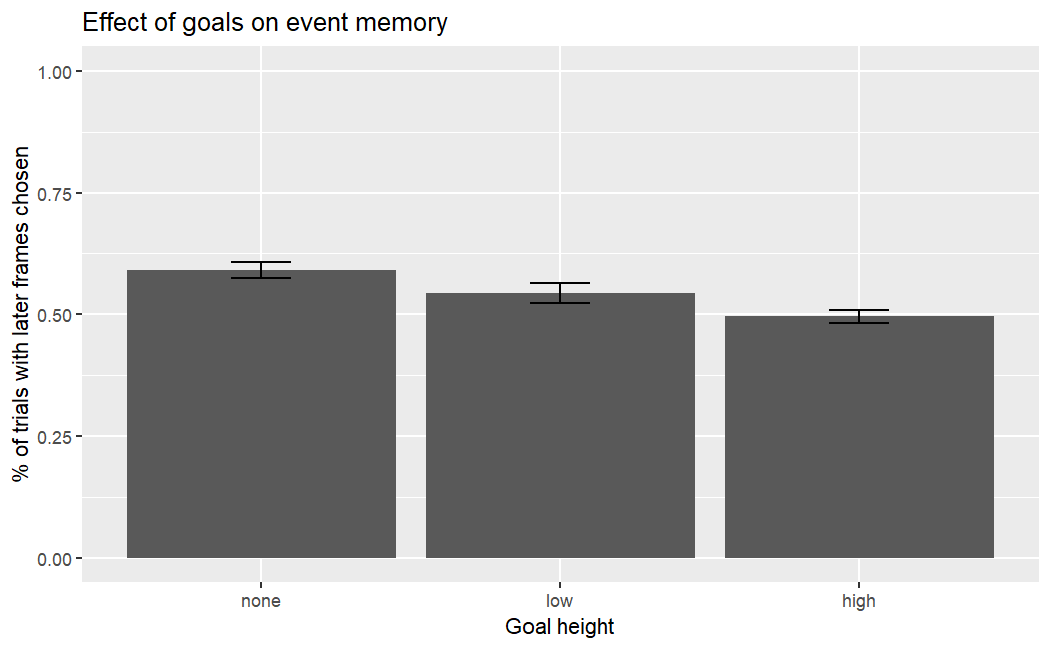 Effect of goals on event memory
% of trials with later frames chosen
1.00
0.75
0.50
0.25
0.00
none low high
Goal height